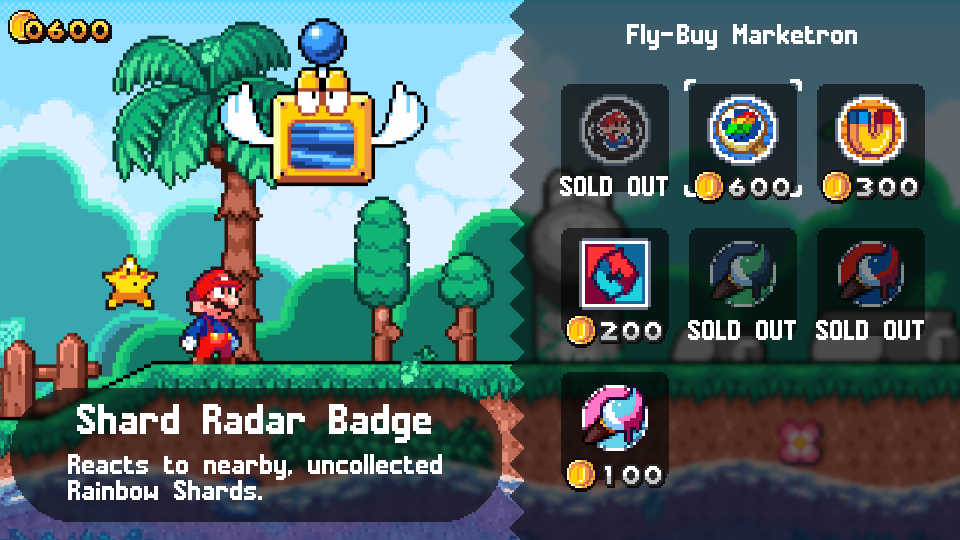 0600
Fly-Buy Marketron
SOLD OUT
600
300
200
SOLD OUT
SOLD OUT
100
Shard Radar Badge
Reacts to nearby, uncollected
Rainbow Shards.